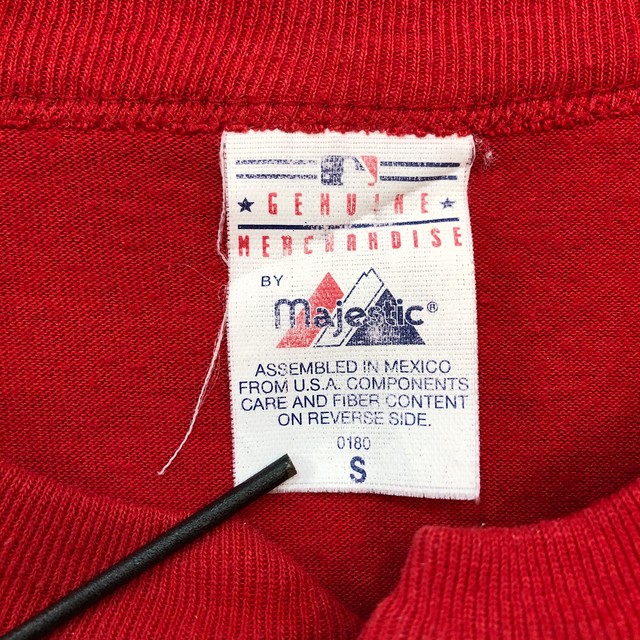 GENUINE
MERCHANDISE
BY
Majestic®
ASSEMBLED IN MEXICO
FROM U.S.A. COMPONENTS
CARE AND FIBER CONTENT
ON REVERSE SIDE.
0180
S